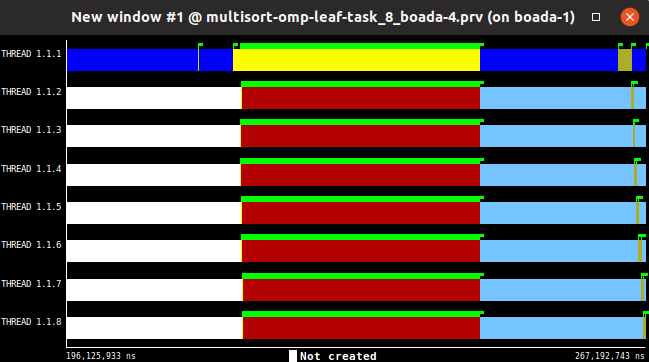 New window #1 @ multisort-omp-leaf-task_8_boada-4.prv (on boada-1)
THREAD 1.1.1
THREAD 1.1.2
THREAD 1.1.3
THREAD 1.1.4
THREAD 1.1.5
THREAD 1.1.6
THREAD 1.1.7
THREAD 1.1.8
196,125,933 ns Not created 267,192,743 ns